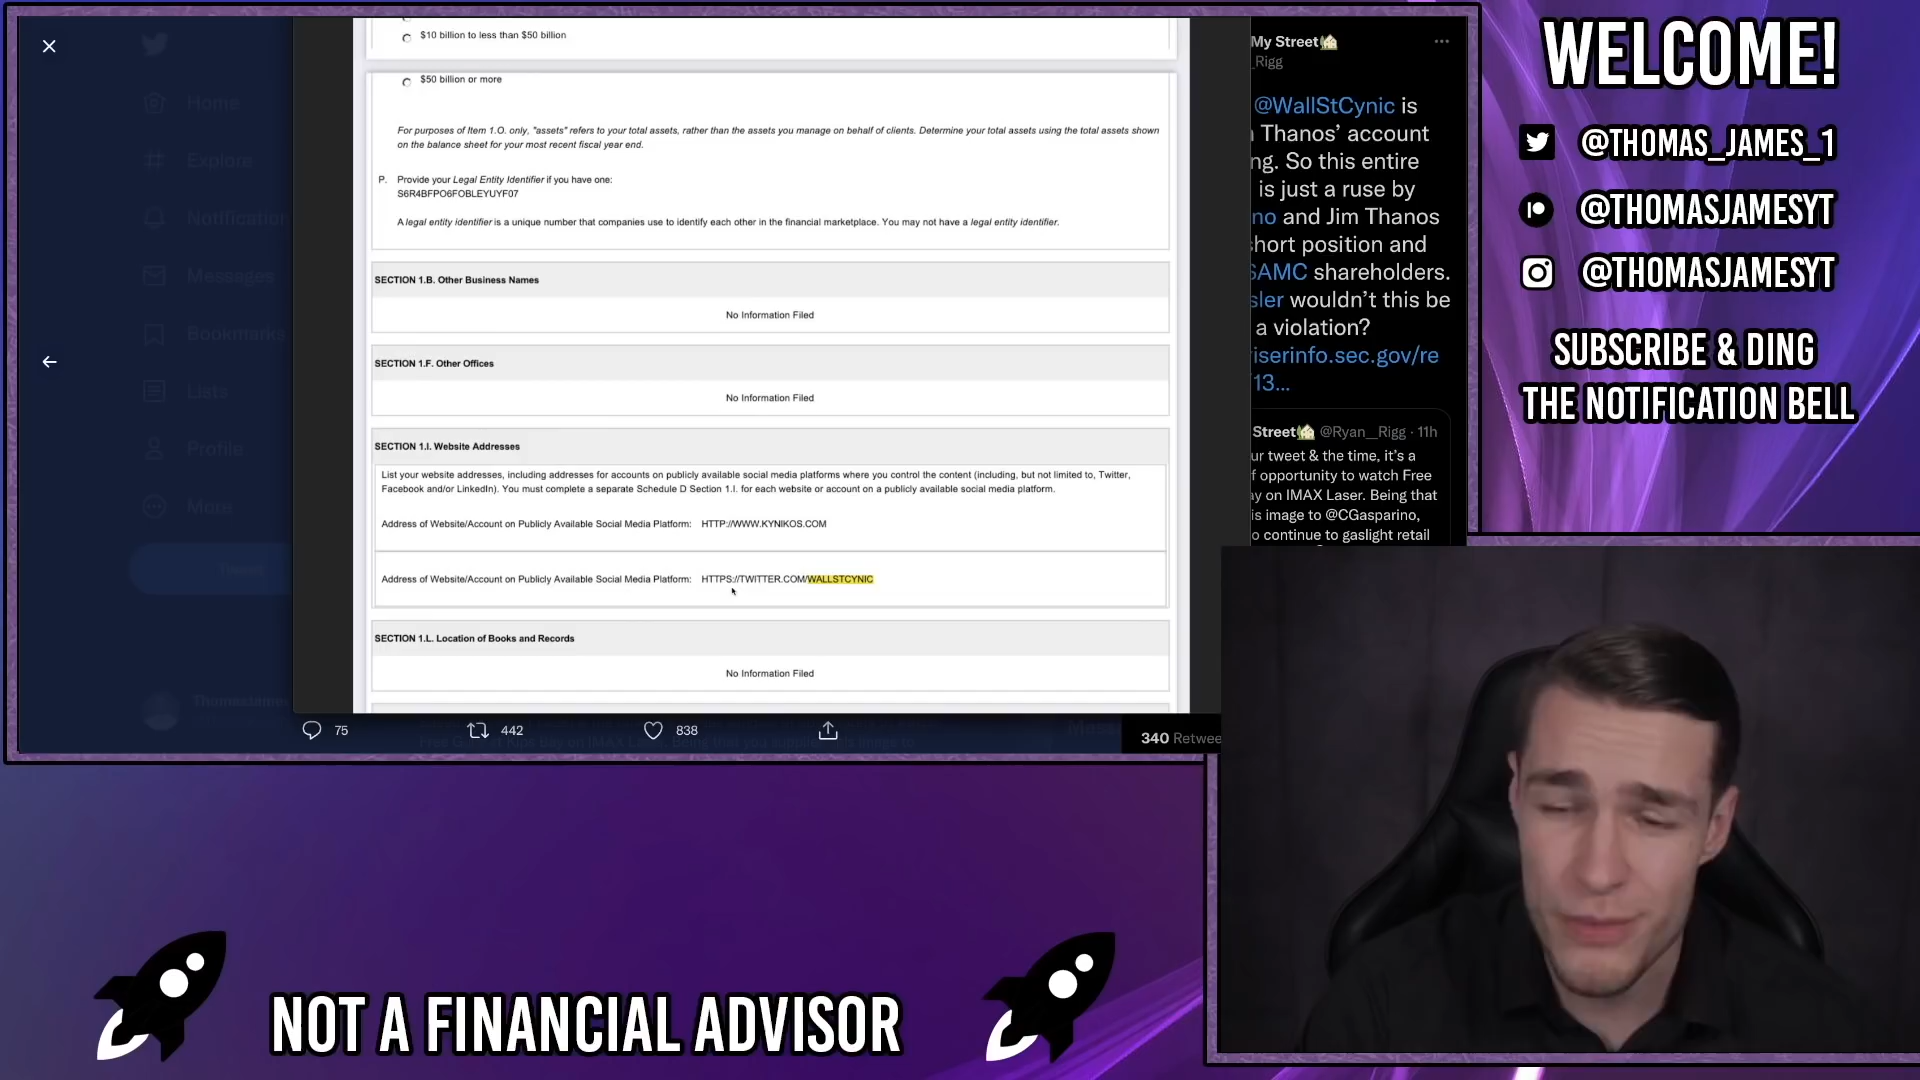 $10 billion to less than $50 billion
$50 billion or more
For purposes of Item 1.O. only, "assets" refers to your total assets, rather than the assets you manage on behalf of clients. Determine your total assets using the total assets shown
on the balance sheet for your most recent fiscal year end.
P. Provide your Legal Entity Identifier if you have one:
S6R4BFPO6FOBLEYUYF07
A legal entity identifier is a unique number that companies use to identify each other in the financial marketplace. You may not have a legal entity identifier.
SECTION 1.B. Other Business Names
No Information Filed
SECTION 1.F. Other Offices
No Information Filed
SECTION 1.I. Website Addresses
List your website addresses, including addresses for accounts on publicly available social media platforms where you control the content (including, but not limited to, Twitter,
Facebook and/or LinkedIn). You must complete a separate Schedule D Section 1.I. for each website or account on a publicly available social media platform.
Address of Website/Account on Publicly Available Social Media Platform: HTTP://WWW.KYNIKOS.COM
Address of Website/Account on Publicly Available Social Media Platform: HTTPS://TWITTER.COM/WALLSTCYNIC
SECTION 1.L. Location of Books and Records
No Information Filed
75 442 838
Home
Explore
Notification
Messages
Bookmarks
Lists
Profile
More
Tweet
ThomasJames
My Street
_Rigg
@WallStCynic is
Thanos' account
ng. So this entire
is just a ruse by
no and Jim Thanos
hort position and
$AMC shareholders.
sler wouldn't this be
a violation?
iserinfo.sec.gov/re
13...
Street @Ryan__Rigg · 11h
ur tweet & the time, it's a
f opportunity to watch Free
y on IMAX Laser. Being that
is image to @CGasparino,
o continue to gaslight retail
340 Retwee
WELCOME!
@THOMAS_JAMES_1
@THOMASJAMESYT
@THOMASJAMESYT
SUBSCRIBE & DING
THE NOTIFICATION BELL
NOT A FINANCIAL ADVISOR